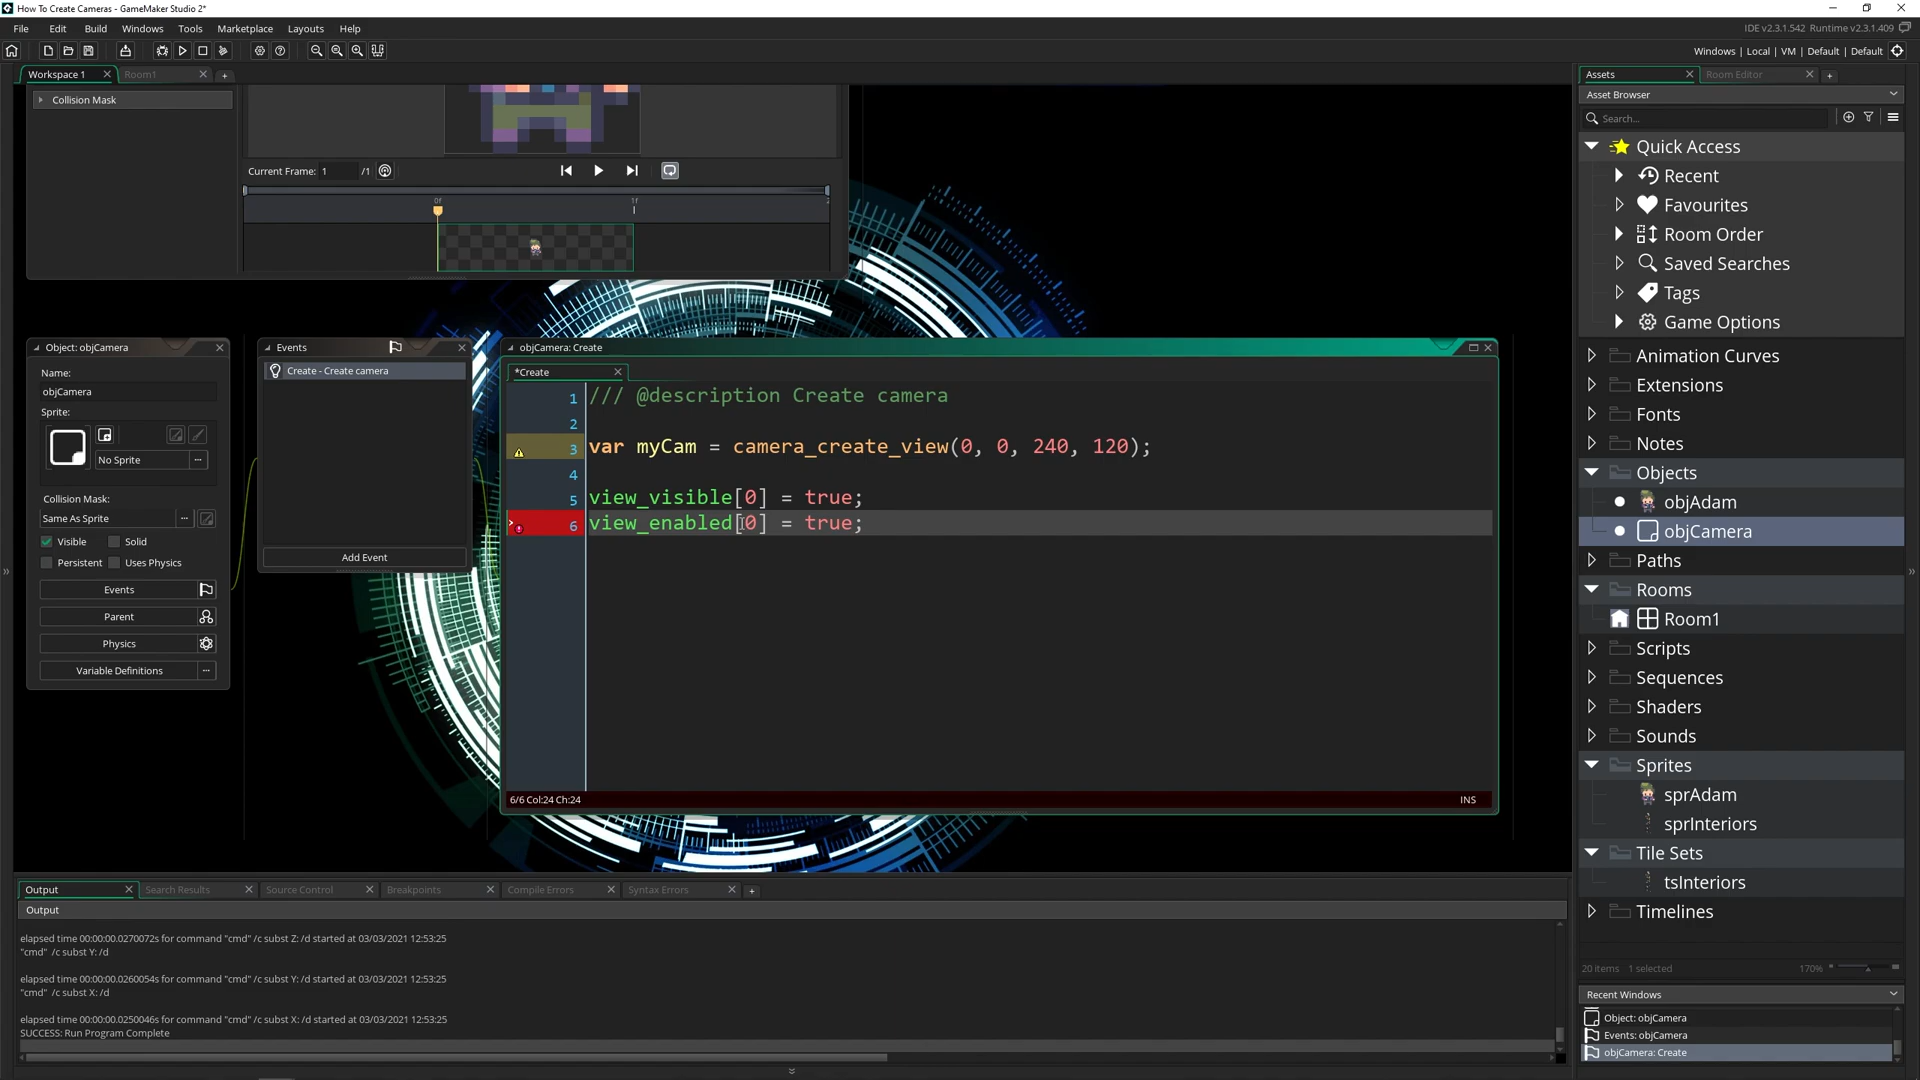 How To Create Cameras - GameMaker Studio 2*
File Edit Build Windows Tools Marketplace Layouts Help
IDE v2.3.1.542 Runtime v2.3.1.409
Windows | Local | VM | Default | Default
Workspace 1 Room1
Collision Mask
Current Frame: 1 /1
0f 1f
Object: objCamera
Name:
objCamera
Sprite:
No Sprite
Collision Mask:
Same As Sprite
Visible Solid
Persistent Uses Physics
Events
Parent
Physics
Variable Definitions
Events
Create - Create camera
Add Event
objCamera: Create
*Create
1 /// @description Create camera
2
3 var myCam = camera_create_view(0, 0, 240, 120);
4
5 view_visible[0] = true;
6 view_enabled[0] = true;
6/6 Col:24 Ch:24 INS
Output Search Results Source Control Breakpoints Compile Errors Syntax Errors
Output
elapsed time 00:00:00.0270072s for command "cmd" /c subst Z: /d started at 03/03/2021 12:53:25
"cmd" /c subst Y: /d
elapsed time 00:00:00.0260054s for command "cmd" /c subst Y: /d started at 03/03/2021 12:53:25
"cmd" /c subst X: /d
elapsed time 00:00:00.0250046s for command "cmd" /c subst X: /d started at 03/03/2021 12:53:25
SUCCESS: Run Program Complete
Assets Room Editor
Asset Browser
Search...
Quick Access
Recent
Favourites
Room Order
Saved Searches
Tags
Game Options
Animation Curves
Extensions
Fonts
Notes
Objects
objAdam
objCamera
Paths
Rooms
Room1
Scripts
Sequences
Shaders
Sounds
Sprites
sprAdam
sprInteriors
Tile Sets
tsInteriors
Timelines
20 items 1 selected 170%
Recent Windows
Object: objCamera
Events: objCamera
objCamera: Create